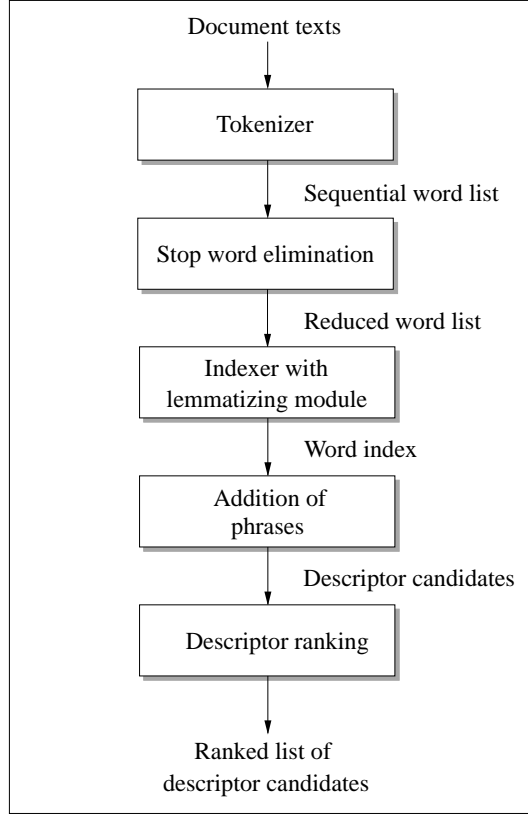 Document texts
Tokenizer
Sequential word list
Stop word elimination
Reduced word list
Indexer with
lemmatizing module
Word index
Addition of
phrases
Descriptor candidates
Descriptor ranking
Ranked list of
descriptor candidates